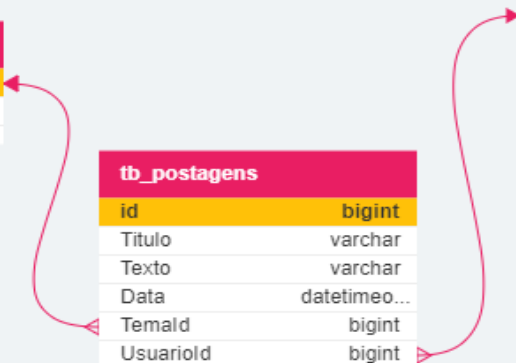 tb_postagens
id bigint
Titulo varchar
Texto varchar
Data datetimeo...
TemaId bigint
UsuarioId bigint